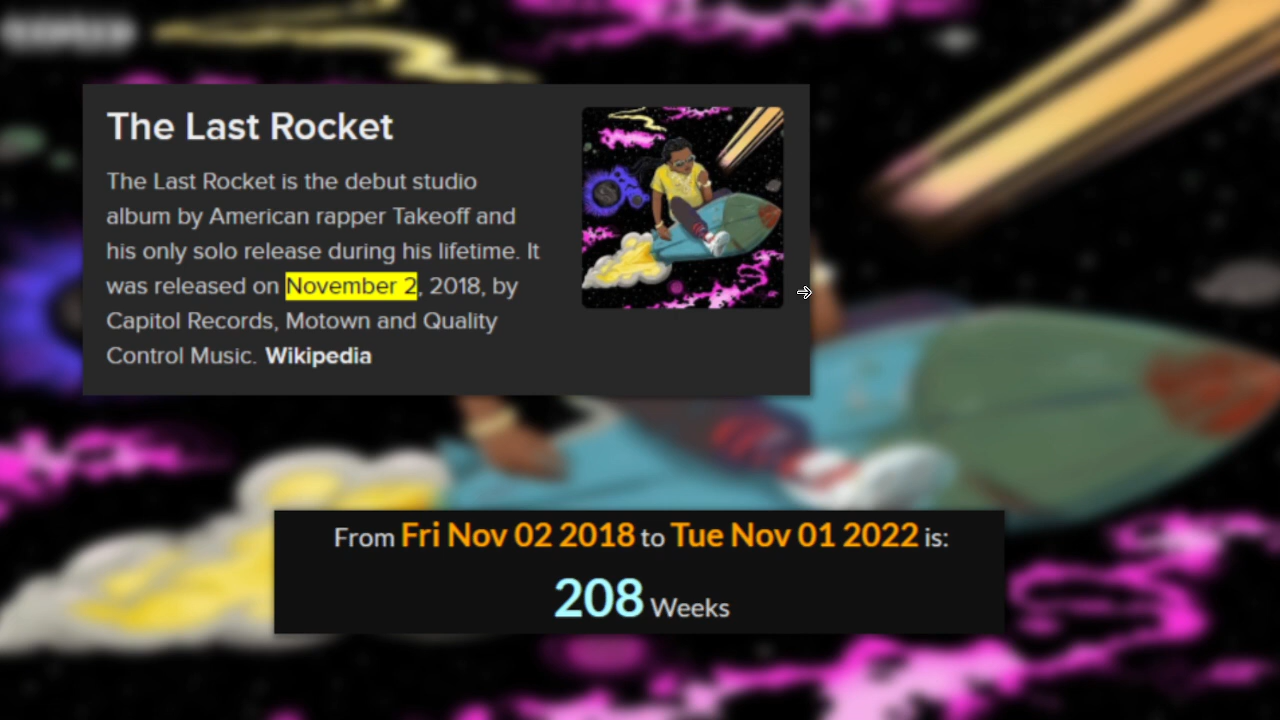 The Last Rocket
The Last Rocket is the debut studio
album by American rapper Takeoff and
his only solo release during his lifetime. It
was released on November 2, 2018, by
Capitol Records, Motown and Quality
Control Music. Wikipedia
From Fri Nov 02 2018 to Tue Nov 01 2022 is:
208 Weeks